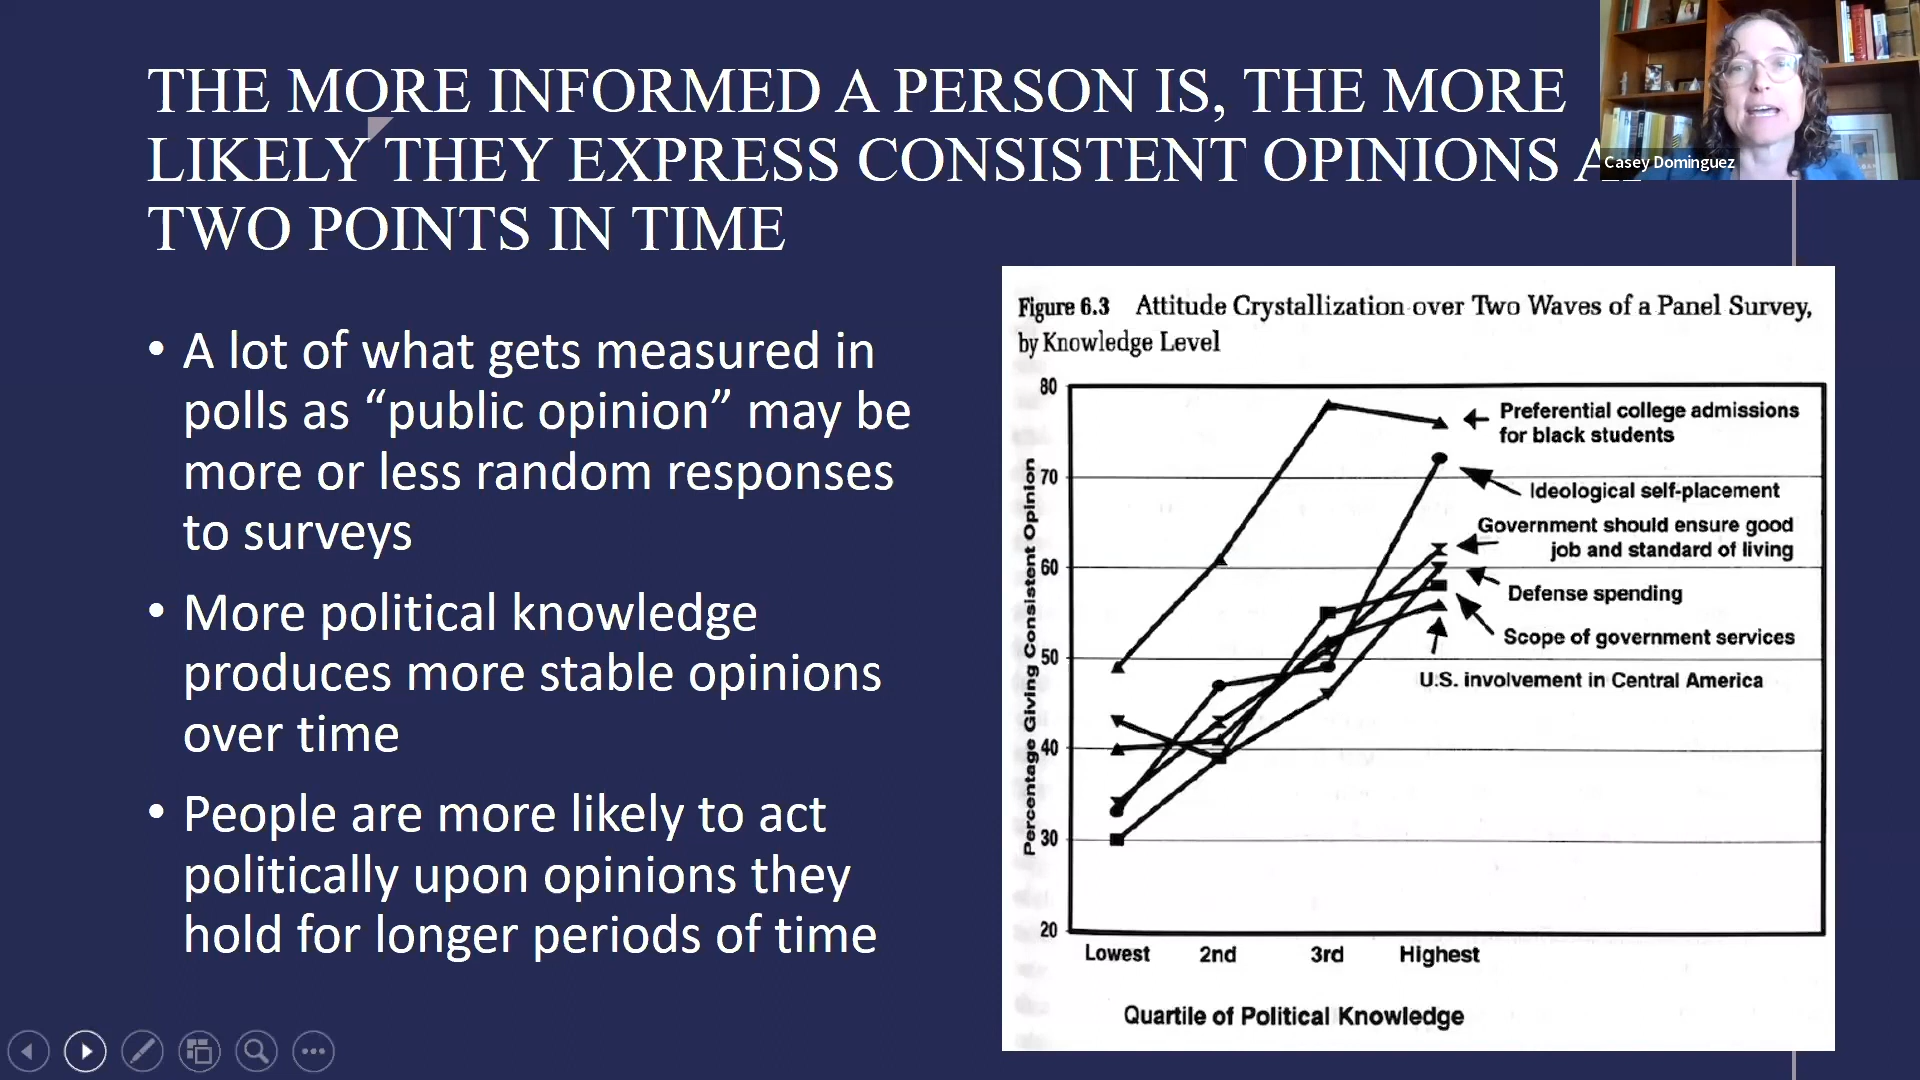 THE MORE INFORMED A PERSON IS, THE MORE
LIKELY THEY EXPRESS CONSISTENT OPINIONS
TWO POINTS IN TIME
Casey Dominguez
• A lot of what gets measured in
polls as “public opinion” may be
more or less random responses
to surveys
• More political knowledge
produces more stable opinions
over time
• People are more likely to act
politically upon opinions they
hold for longer periods of time
Figure 6.3 Attitude Crystallization over Two Waves of a Panel Survey,
by Knowledge Level
Percentage Giving Consistent Opinion
80
70
60
50
40
30
20
Preferential college admissions
for black students
Ideological self-placement
Government should ensure good
job and standard of living
Defense spending
Scope of government services
U.S. involvement in Central America
Lowest 2nd 3rd Highest
Quartile of Political Knowledge